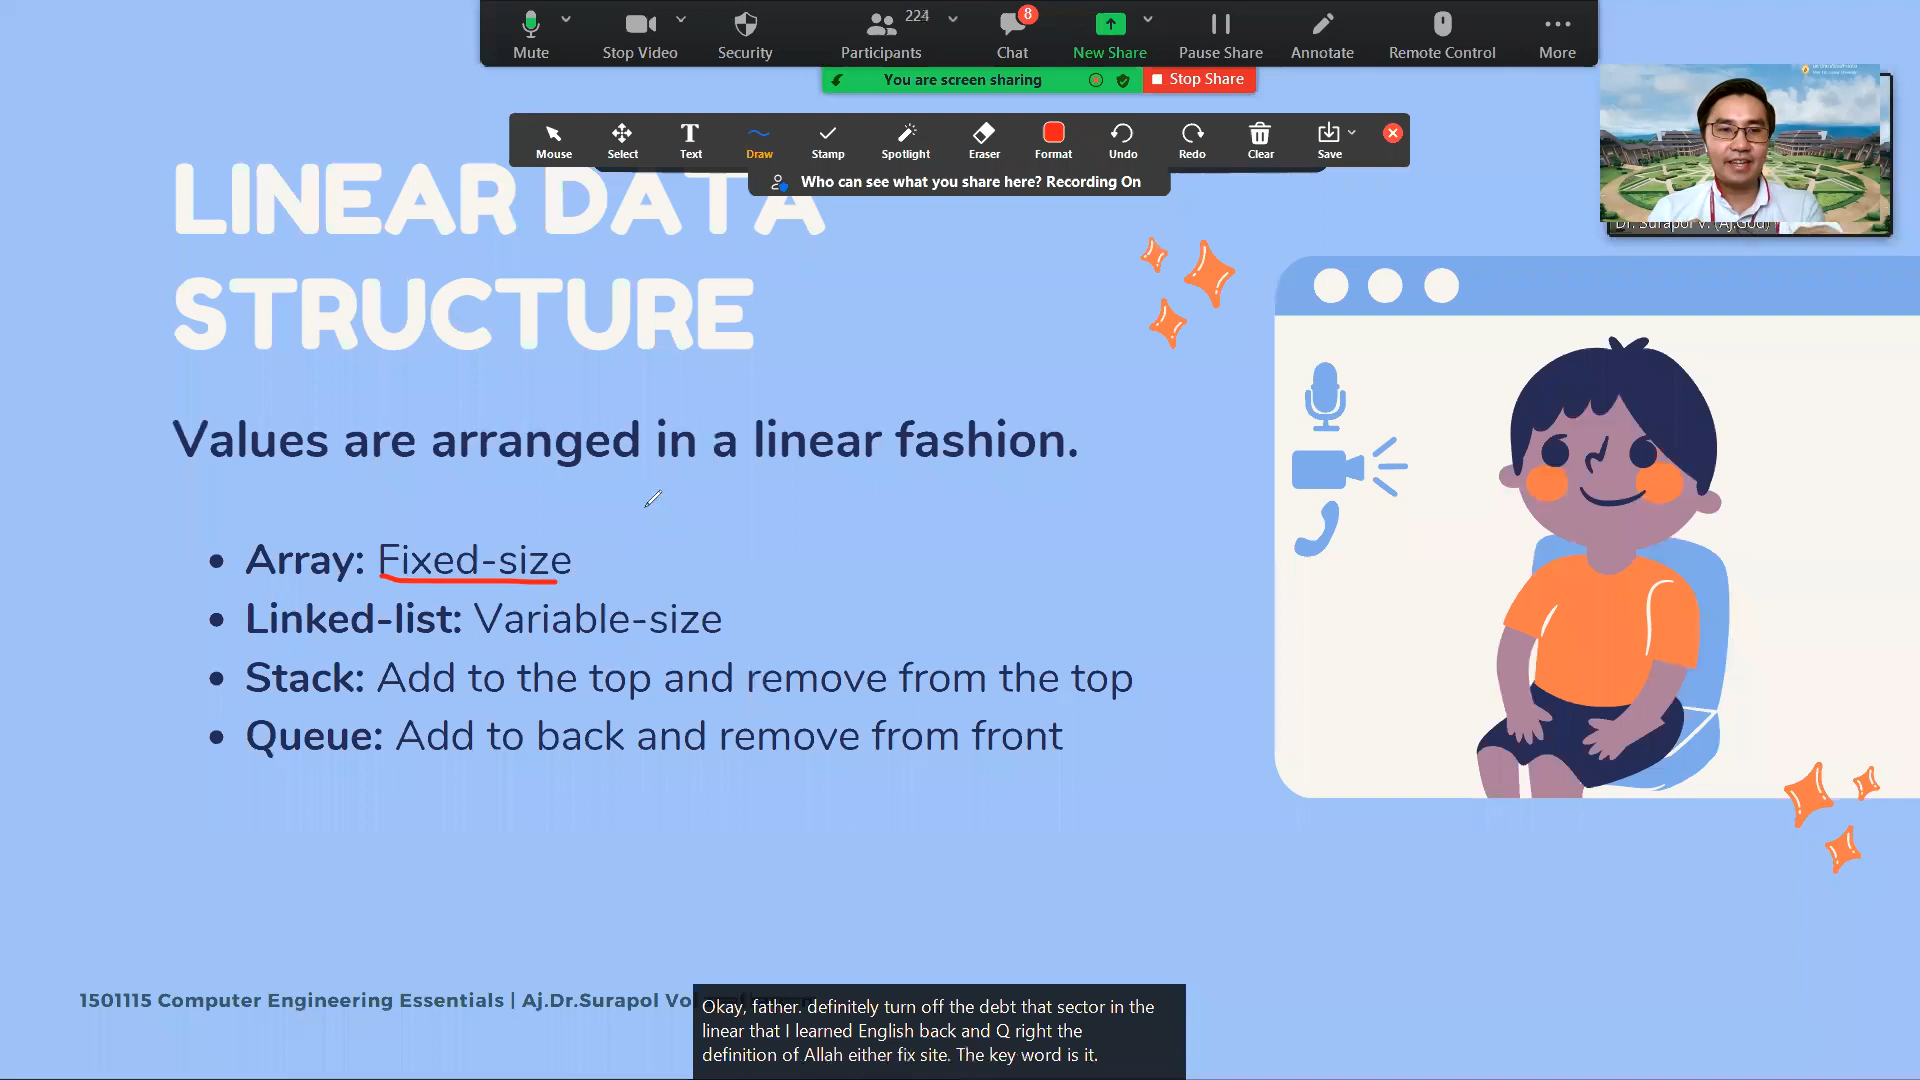 224
8
Mute
Stop Video
Security
Participants
Chat
New Share
Pause Share
Annotate
Remote Control
More
You are screen sharing
Stop Share
Mouse
Select
Text
Draw
Stamp
Spotlight
Eraser
Format
Undo
Redo
Clear
Save
Who can see what you share here? Recording On
Dr. Surapol V. (Aj.God)
LINEAR DATA
STRUCTURE
Values are arranged in a linear fashion.
• Array: Fixed-size
• Linked-list: Variable-size
• Stack: Add to the top and remove from the top
• Queue: Add to back and remove from front
1501115 Computer Engineering Essentials | Aj.Dr.Surapol
Okay, father. definitely turn off the debt that sector in the
linear that I learned English back and Q right the
definition of Allah either fix site. The key word is it.